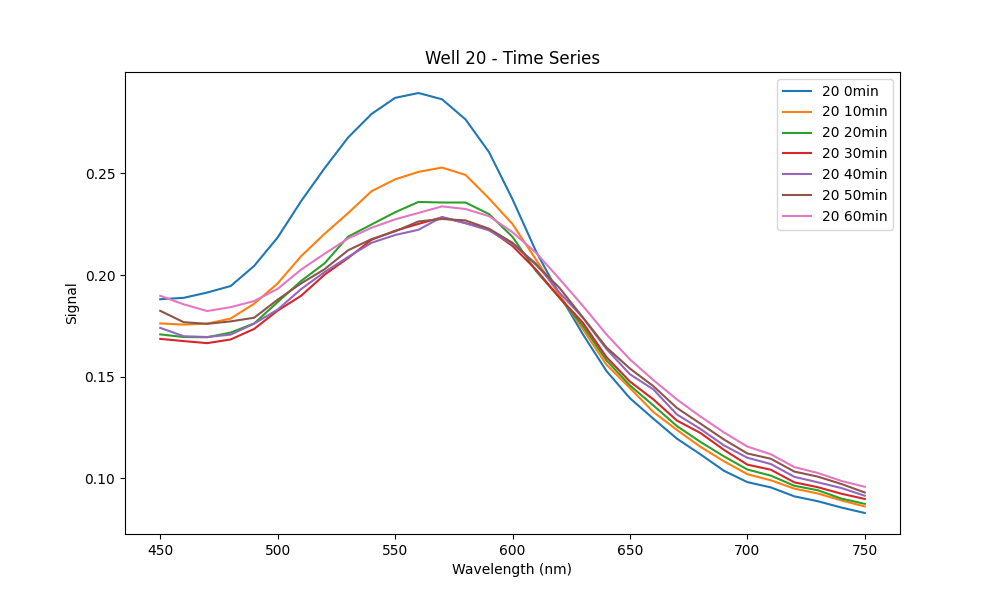 Well 20 - Time Series
20 0min
20 10min
20 20min
20 30min
20 40min
20 50min
20 60min
Signal
0.25
0.20
0.15
0.10
450 500 550 600 650 700 750
Wavelength (nm)